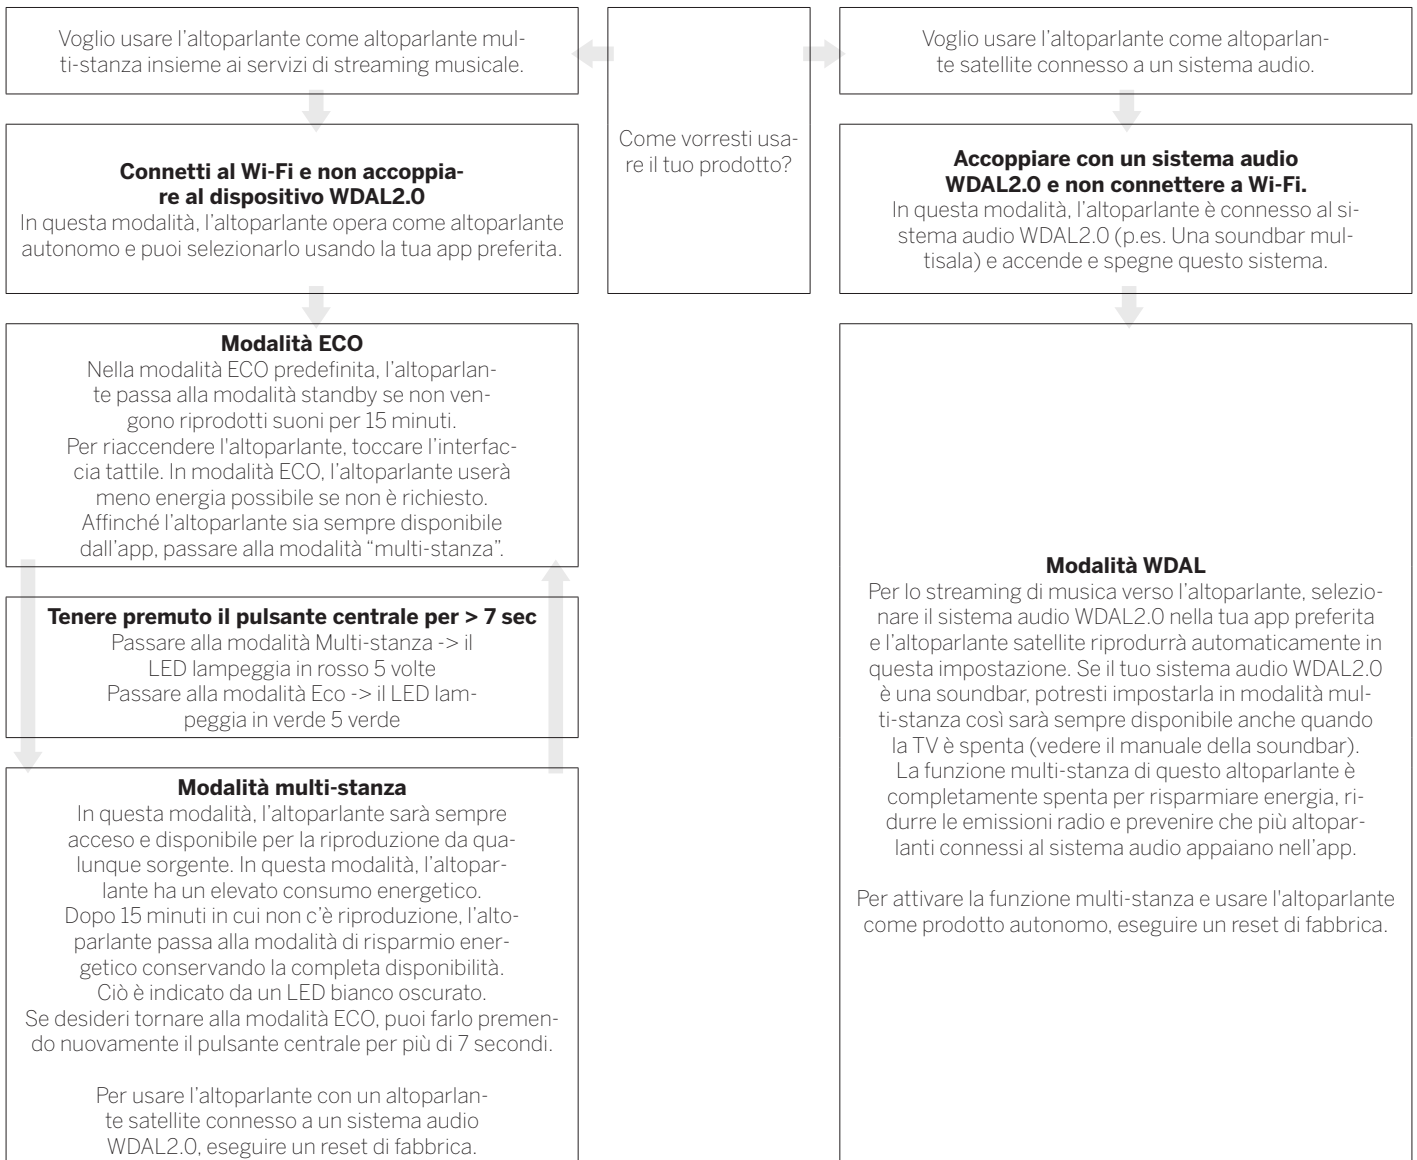 Voglio usare l'altoparlante come altoparlante mul-
ti-stanza insieme ai servizi di streaming musicale.
Connetti al Wi-Fi e non accoppia-
re al dispositivo WDAL2.0
In questa modalità, l'altoparlante opera come altoparlante
autonomo e puoi selezionarlo usando la tua app preferita.
Modalità ECO
Nella modalità ECO predefinita, l'altoparlan-
te passa alla modalità standby se non ven-
gono riprodotti suoni per 15 minuti.
Per riaccendere l'altoparlante, toccare l'interfac-
cia tattile. In modalità ECO, l'altoparlante userà
meno energia possibile se non è richiesto.
Affinché l'altoparlante sia sempre disponibile
dall'app, passare alla modalità “multi-stanza”.
Tenere premuto il pulsante centrale per > 7 sec
Passare alla modalità Multi-stanza -> il
LED lampeggia in rosso 5 volte
Passare alla modalità Eco -> il LED lam-
peggia in verde 5 verde
Modalità multi-stanza
In questa modalità, l'altoparlante sarà sempre
acceso e disponibile per la riproduzione da qua-
lunque sorgente. In questa modalità, l'altopar-
lante ha un elevato consumo energetico.
Dopo 15 minuti in cui non c'è riproduzione, l'alto-
parlante passa alla modalità di risparmio ener-
getico conservando la completa disponibilità.
Ciò è indicato da un LED bianco oscurato.
Se desideri tornare alla modalità ECO, puoi farlo premen-
do nuovamente il pulsante centrale per più di 7 secondi.
Per usare l'altoparlante con un altoparlan-
te satellite connesso a un sistema audio
WDAL2.0, eseguire un reset di fabbrica.
Come vorresti usa-
re il tuo prodotto?
Voglio usare l'altoparlante come altoparlan-
te satellite connesso a un sistema audio.
Accoppiare con un sistema audio
WDAL2.0 e non connettere a Wi-Fi.
In questa modalità, l'altoparlante è connesso al si-
stema audio WDAL2.0 (p.es. Una soundbar mul-
tisala) e accende e spegne questo sistema.
Modalità WDAL
Per lo streaming di musica verso l'altoparlante, selezio-
nare il sistema audio WDAL2.0 nella tua app preferita
e l'altoparlante satellite riprodurrà automaticamente in
questa impostazione. Se il tuo sistema audio WDAL2.0
è una soundbar, potresti impostarla in modalità mul-
ti-stanza così sarà sempre disponibile anche quando
la TV è spenta (vedere il manuale della soundbar).
La funzione multi-stanza di questo altoparlante è
completamente spenta per risparmiare energia, ri-
durre le emissioni radio e prevenire che più altopar-
lanti connessi al sistema audio appaiano nell'app.
Per attivare la funzione multi-stanza e usare l'altoparlante
come prodotto autonomo, eseguire un reset di fabbrica.